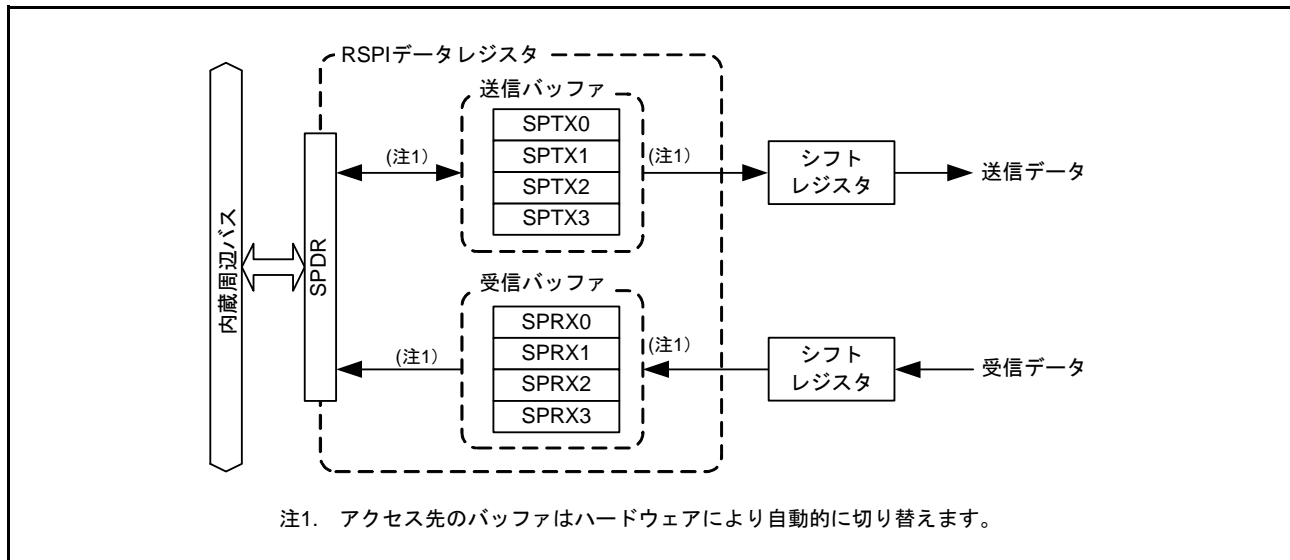 RSPIデータレジスタ
送信バッファ
SPTX0
SPTX1
SPTX2
SPTX3
(注1)
(注1)
シフト
レジスタ
送信データ
内蔵周辺バス
SPDR
受信バッファ
SPRX0
SPRX1
SPRX2
SPRX3
(注1)
(注1)
シフト
レジスタ
受信データ
注1. アクセス先のバッファはハードウェアにより自動的に切り替えます。